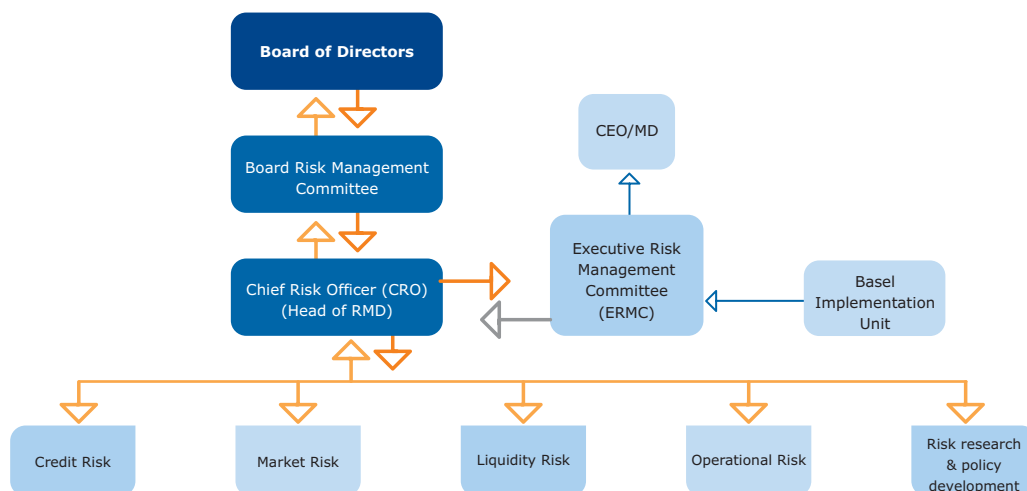 Board of Directors
CEO/MD
Board Risk Management
Committee
Executive Risk
Management
Committee
(ERMC)
Chief Risk Officer (CRO)
(Head of RMD)
Basel
Implementation
Unit
Credit Risk
Market Risk
Liquidity Risk
Operational Risk
Risk research
& policy
development